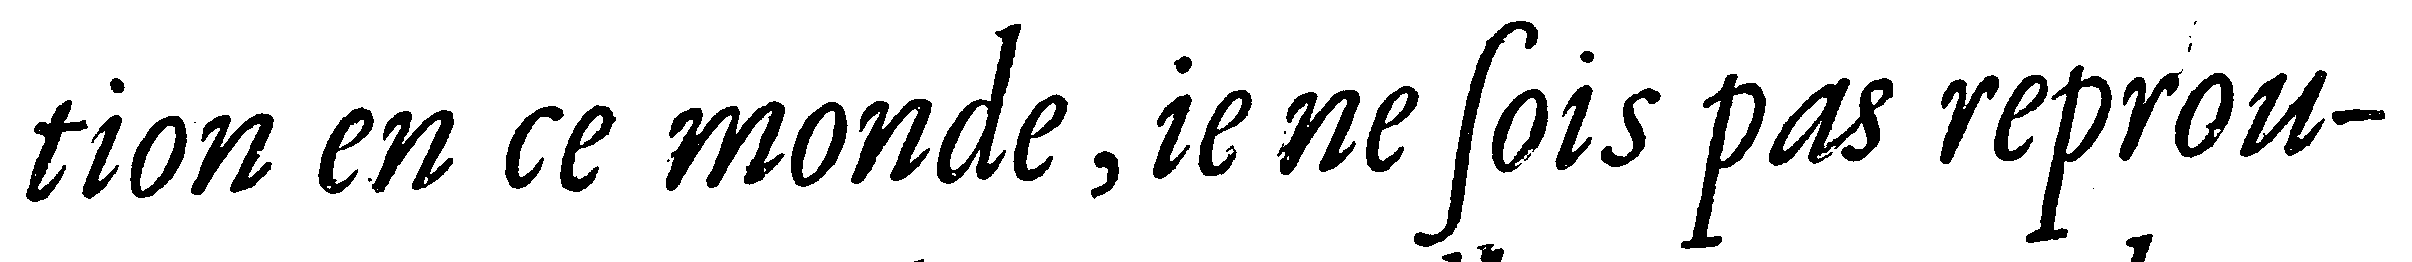 tion en ce monde, ie ne ſois pas reprou-